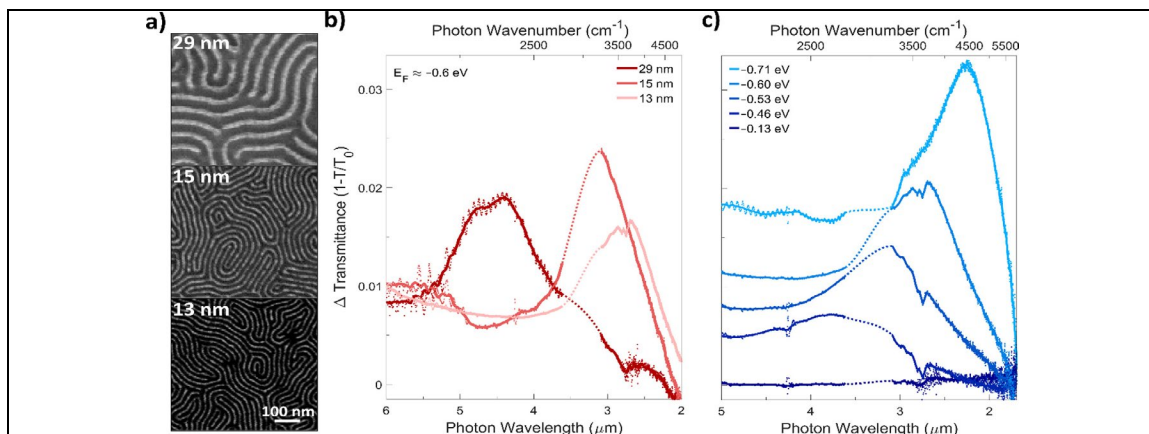 a)
29 nm
15 nm
13 nm
100 nm
b)
Photon Wavenumber (cm⁻¹)
2500 3500 4500
E_F ≈ −0.6 eV
29 nm
15 nm
13 nm
0.03
0.02
0.01
0
Δ Transmittance (1-T/T₀)
6 5 4 3 2
Photon Wavelength (μm)
c)
Photon Wavenumber (cm⁻¹)
2500 3500 4500 5500
−0.71 eV
−0.60 eV
−0.53 eV
−0.46 eV
−0.13 eV
5 4 3 2
Photon Wavelength (μm)